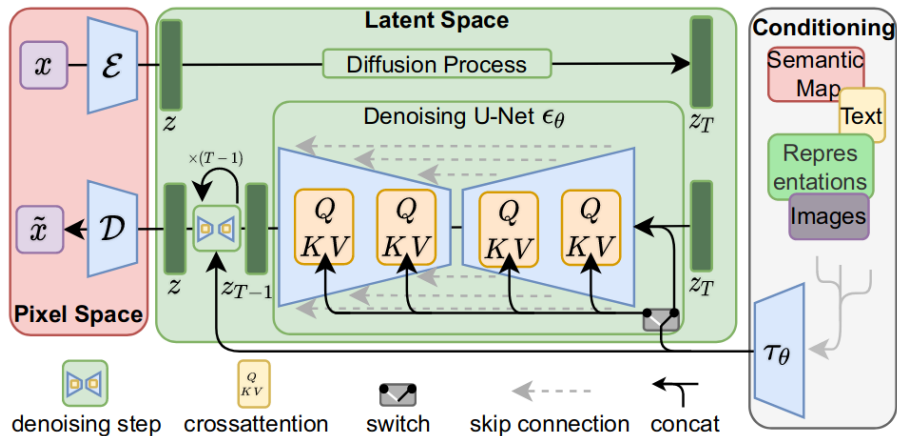 Latent Space
Conditioning
x
ℰ
Diffusion Process
Semantic
Map
Text
z
Denoising U-Net ϵ_θ
z_T
×(T−1)
Repres
entations
Images
Q
KV
Q
KV
Q
KV
Q
KV
x̃
𝒟
z
z_{T−1}
z_T
Pixel Space
τ_θ
Q
KV
denoising step
crossattention
switch
skip connection
concat